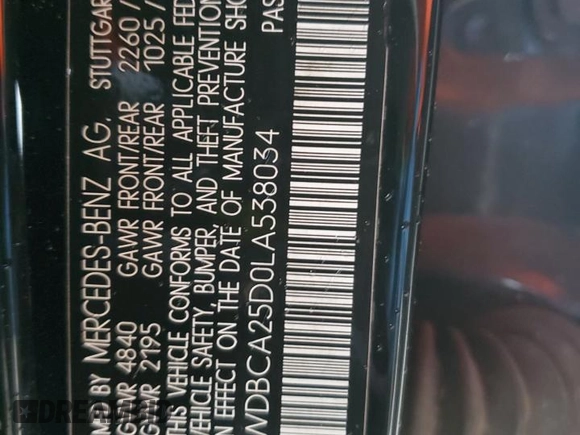 D BY MERCEDES-BENZ AG, STUTTGAR
4840 GAWR FRONT/REAR 2260/
2195 GAWR FRONT/REAR 1025/
THIS VEHICLE CONFORMS TO ALL APPLICABLE FED
VEHICLE SAFETY, BUMPER, AND THEFT PREVENTION
IN EFFECT ON THE DATE OF MANUFACTURE SHO
WDBCA25D0LA538034 PAS